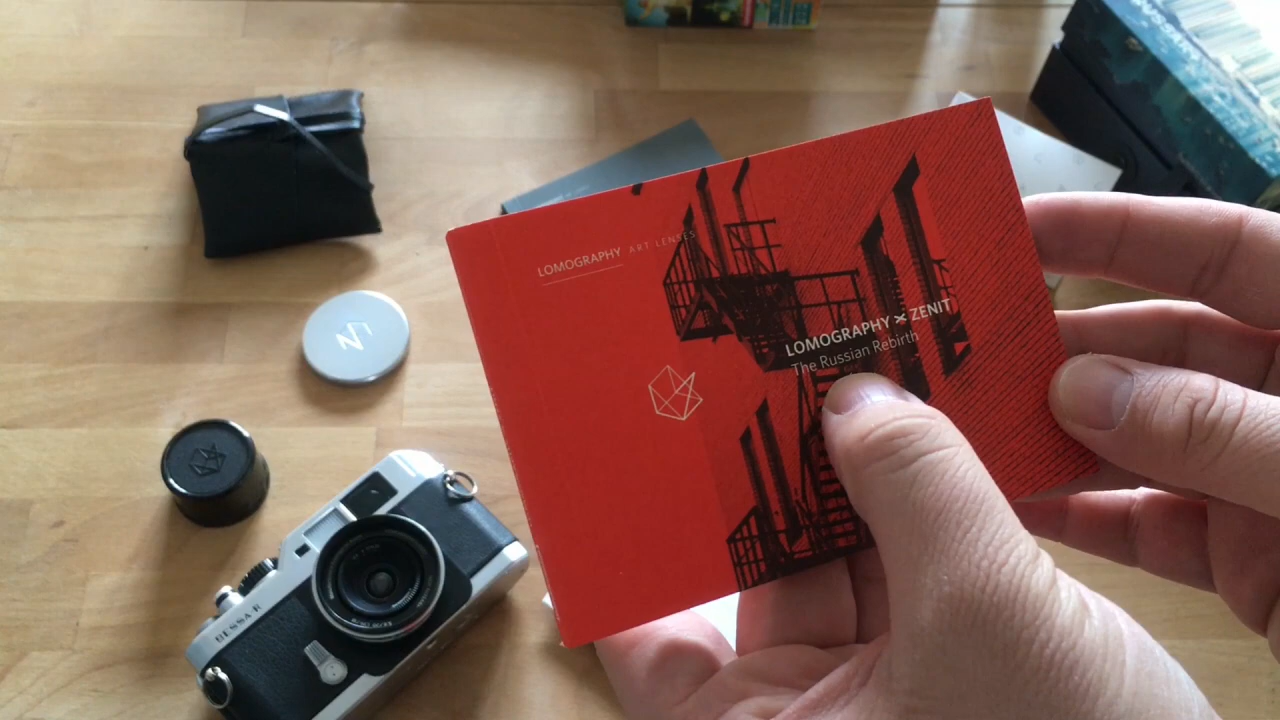 LOMOGRAPHY ART LENSES
LOMOGRAPHY × ZENIT
The Russian Rebirth
BESSA-R